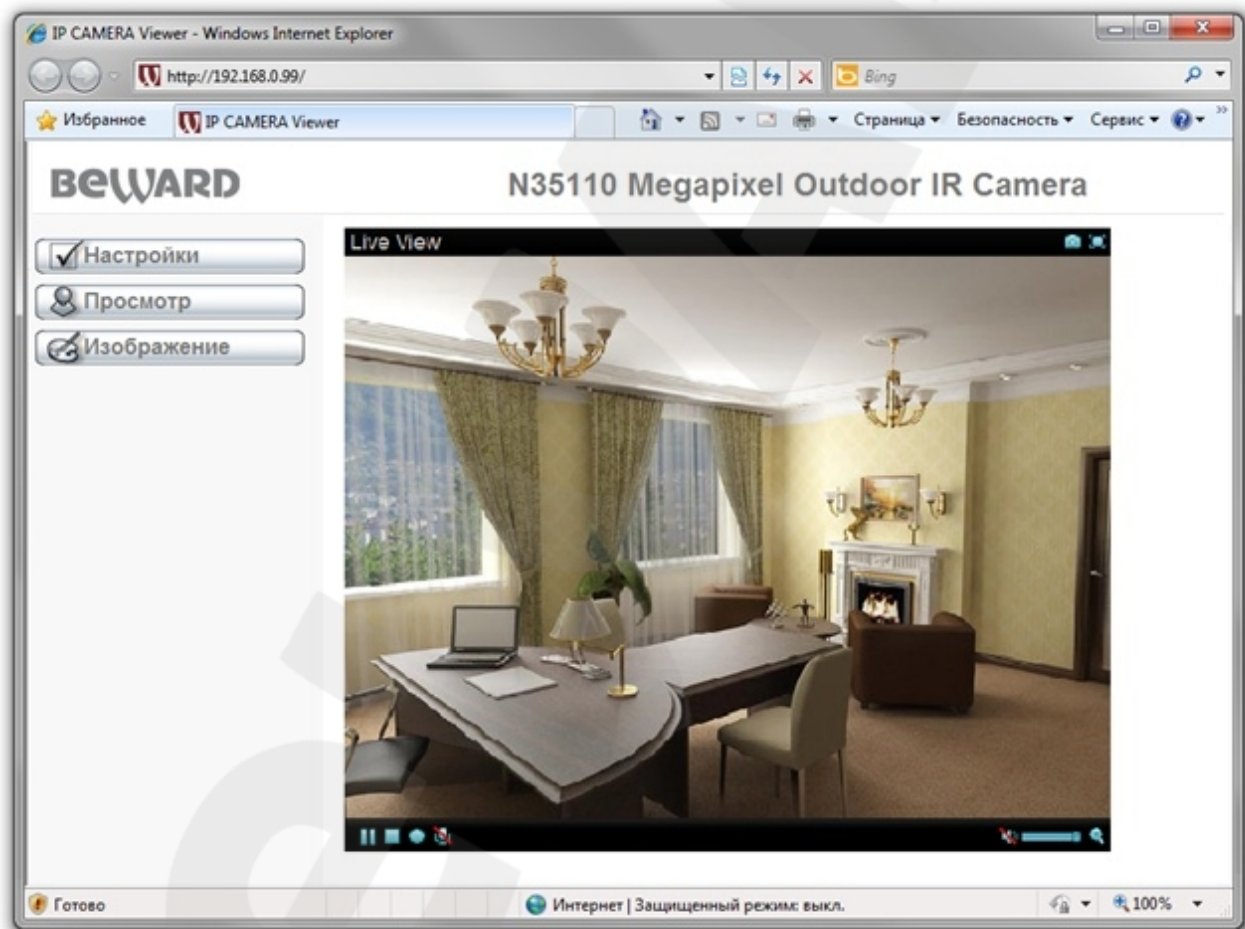 IP CAMERA Viewer - Windows Internet Explorer
http://192.168.0.99/
Bing
Избранное
IP CAMERA Viewer
Страница
Безопасность
Сервис
BEWARD
N35110 Megapixel Outdoor IR Camera
Настройки
Просмотр
Изображение
Live View
Готово
Интернет | Защищенный режим: выкл.
100%